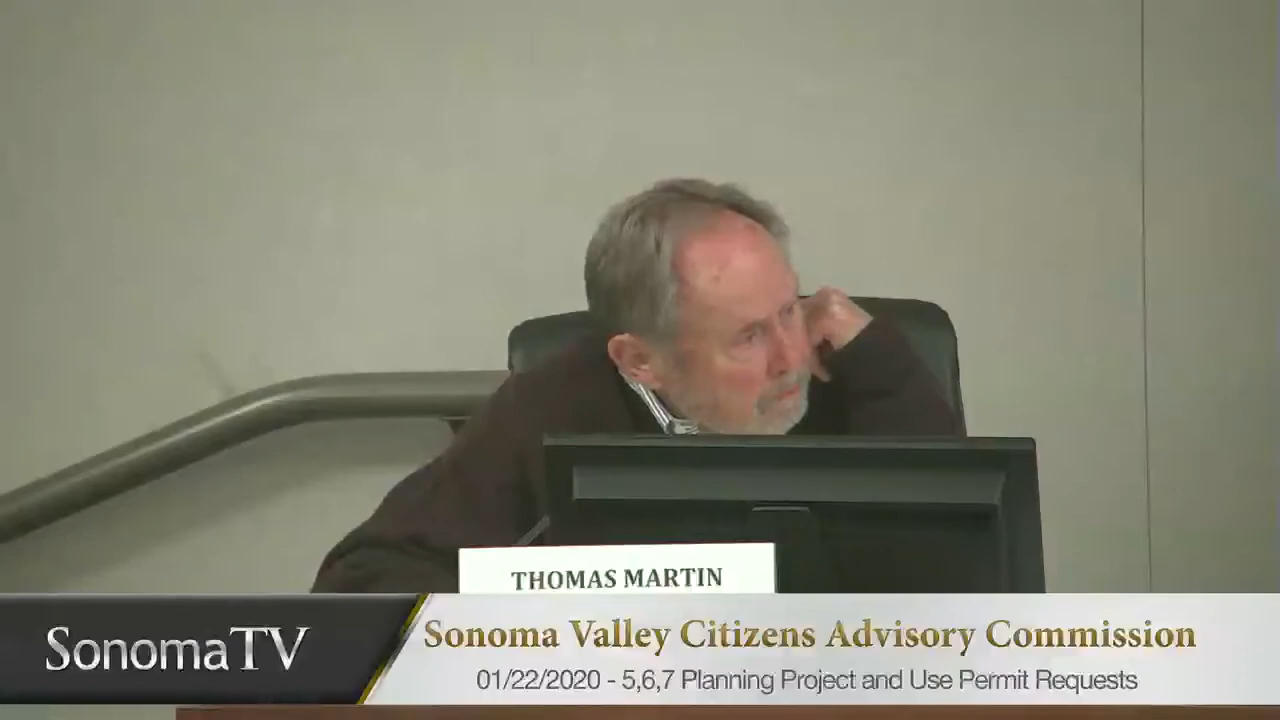 THOMAS MARTIN
SonomaTV
Sonoma Valley Citizens Advisory Commission
01/22/2020 - 5,6,7 Planning Project and Use Permit Requests